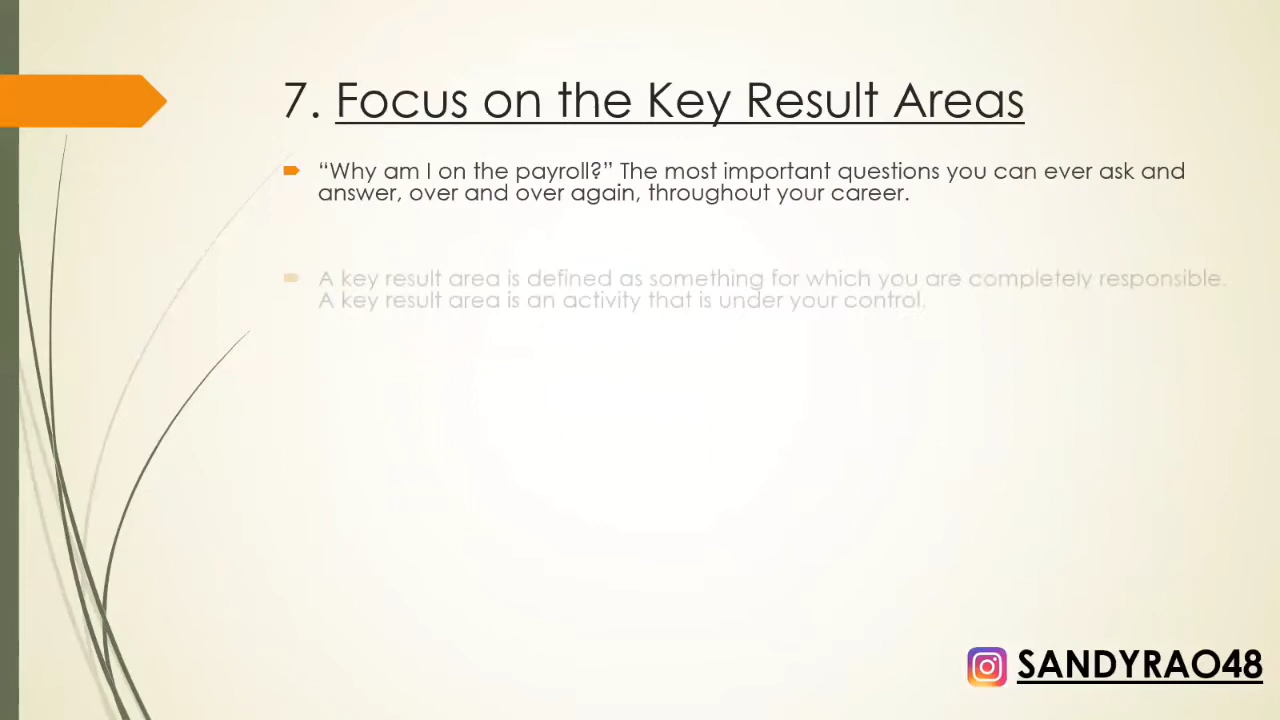 7. Focus on the Key Result Areas
“Why am I on the payroll?” The most important questions you can ever ask and
answer, over and over again, throughout your career.
A key result area is defined as something for which you are completely responsible.
A key result area is an activity that is under your control.
SANDYRAO48